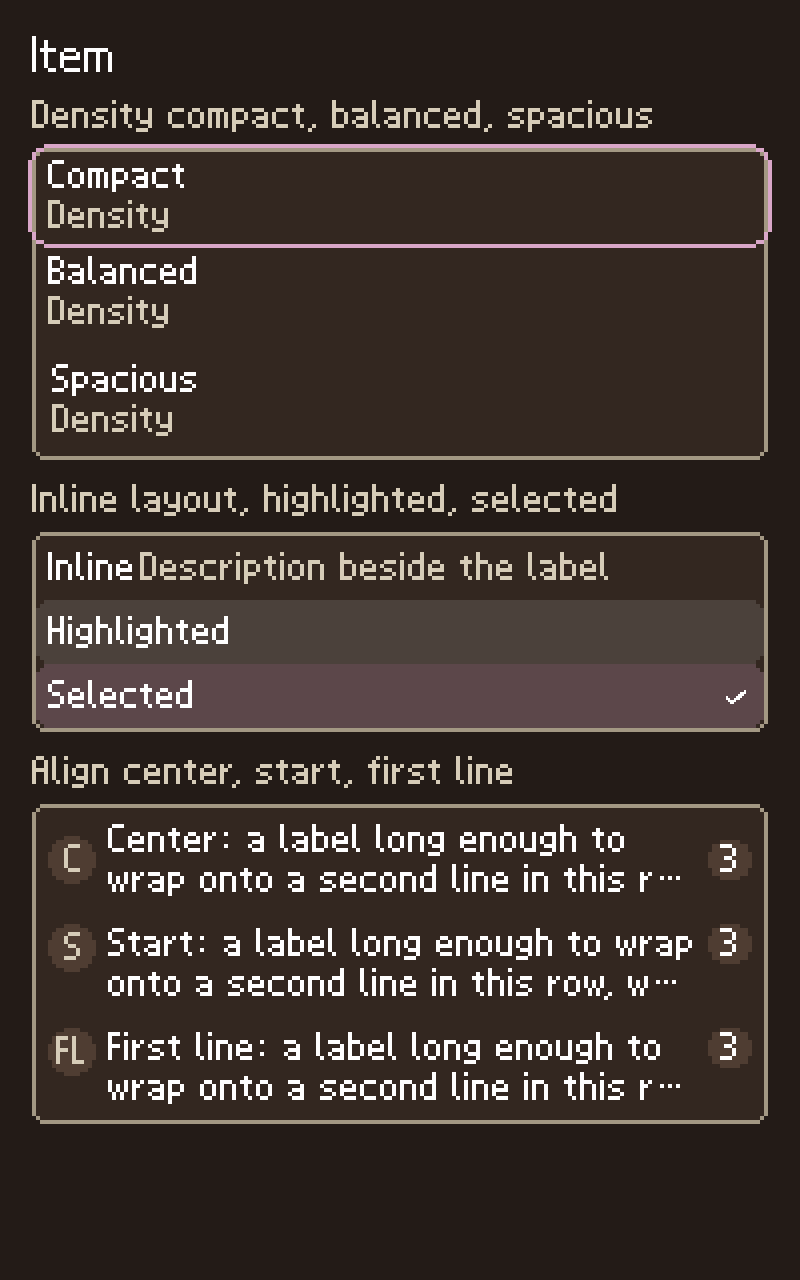 Item
Density compact, balanced, spacious
Compact
Density
Balanced
Density
Spacious
Density
Inline layout, highlighted, selected
Inline Description beside the label
Highlighted
Selected
Align center, start, first line
C Center: a label long enough to 3
wrap onto a second line in this r…
S Start: a label long enough to wrap 3
onto a second line in this row, w…
FL First line: a label long enough to 3
wrap onto a second line in this r…